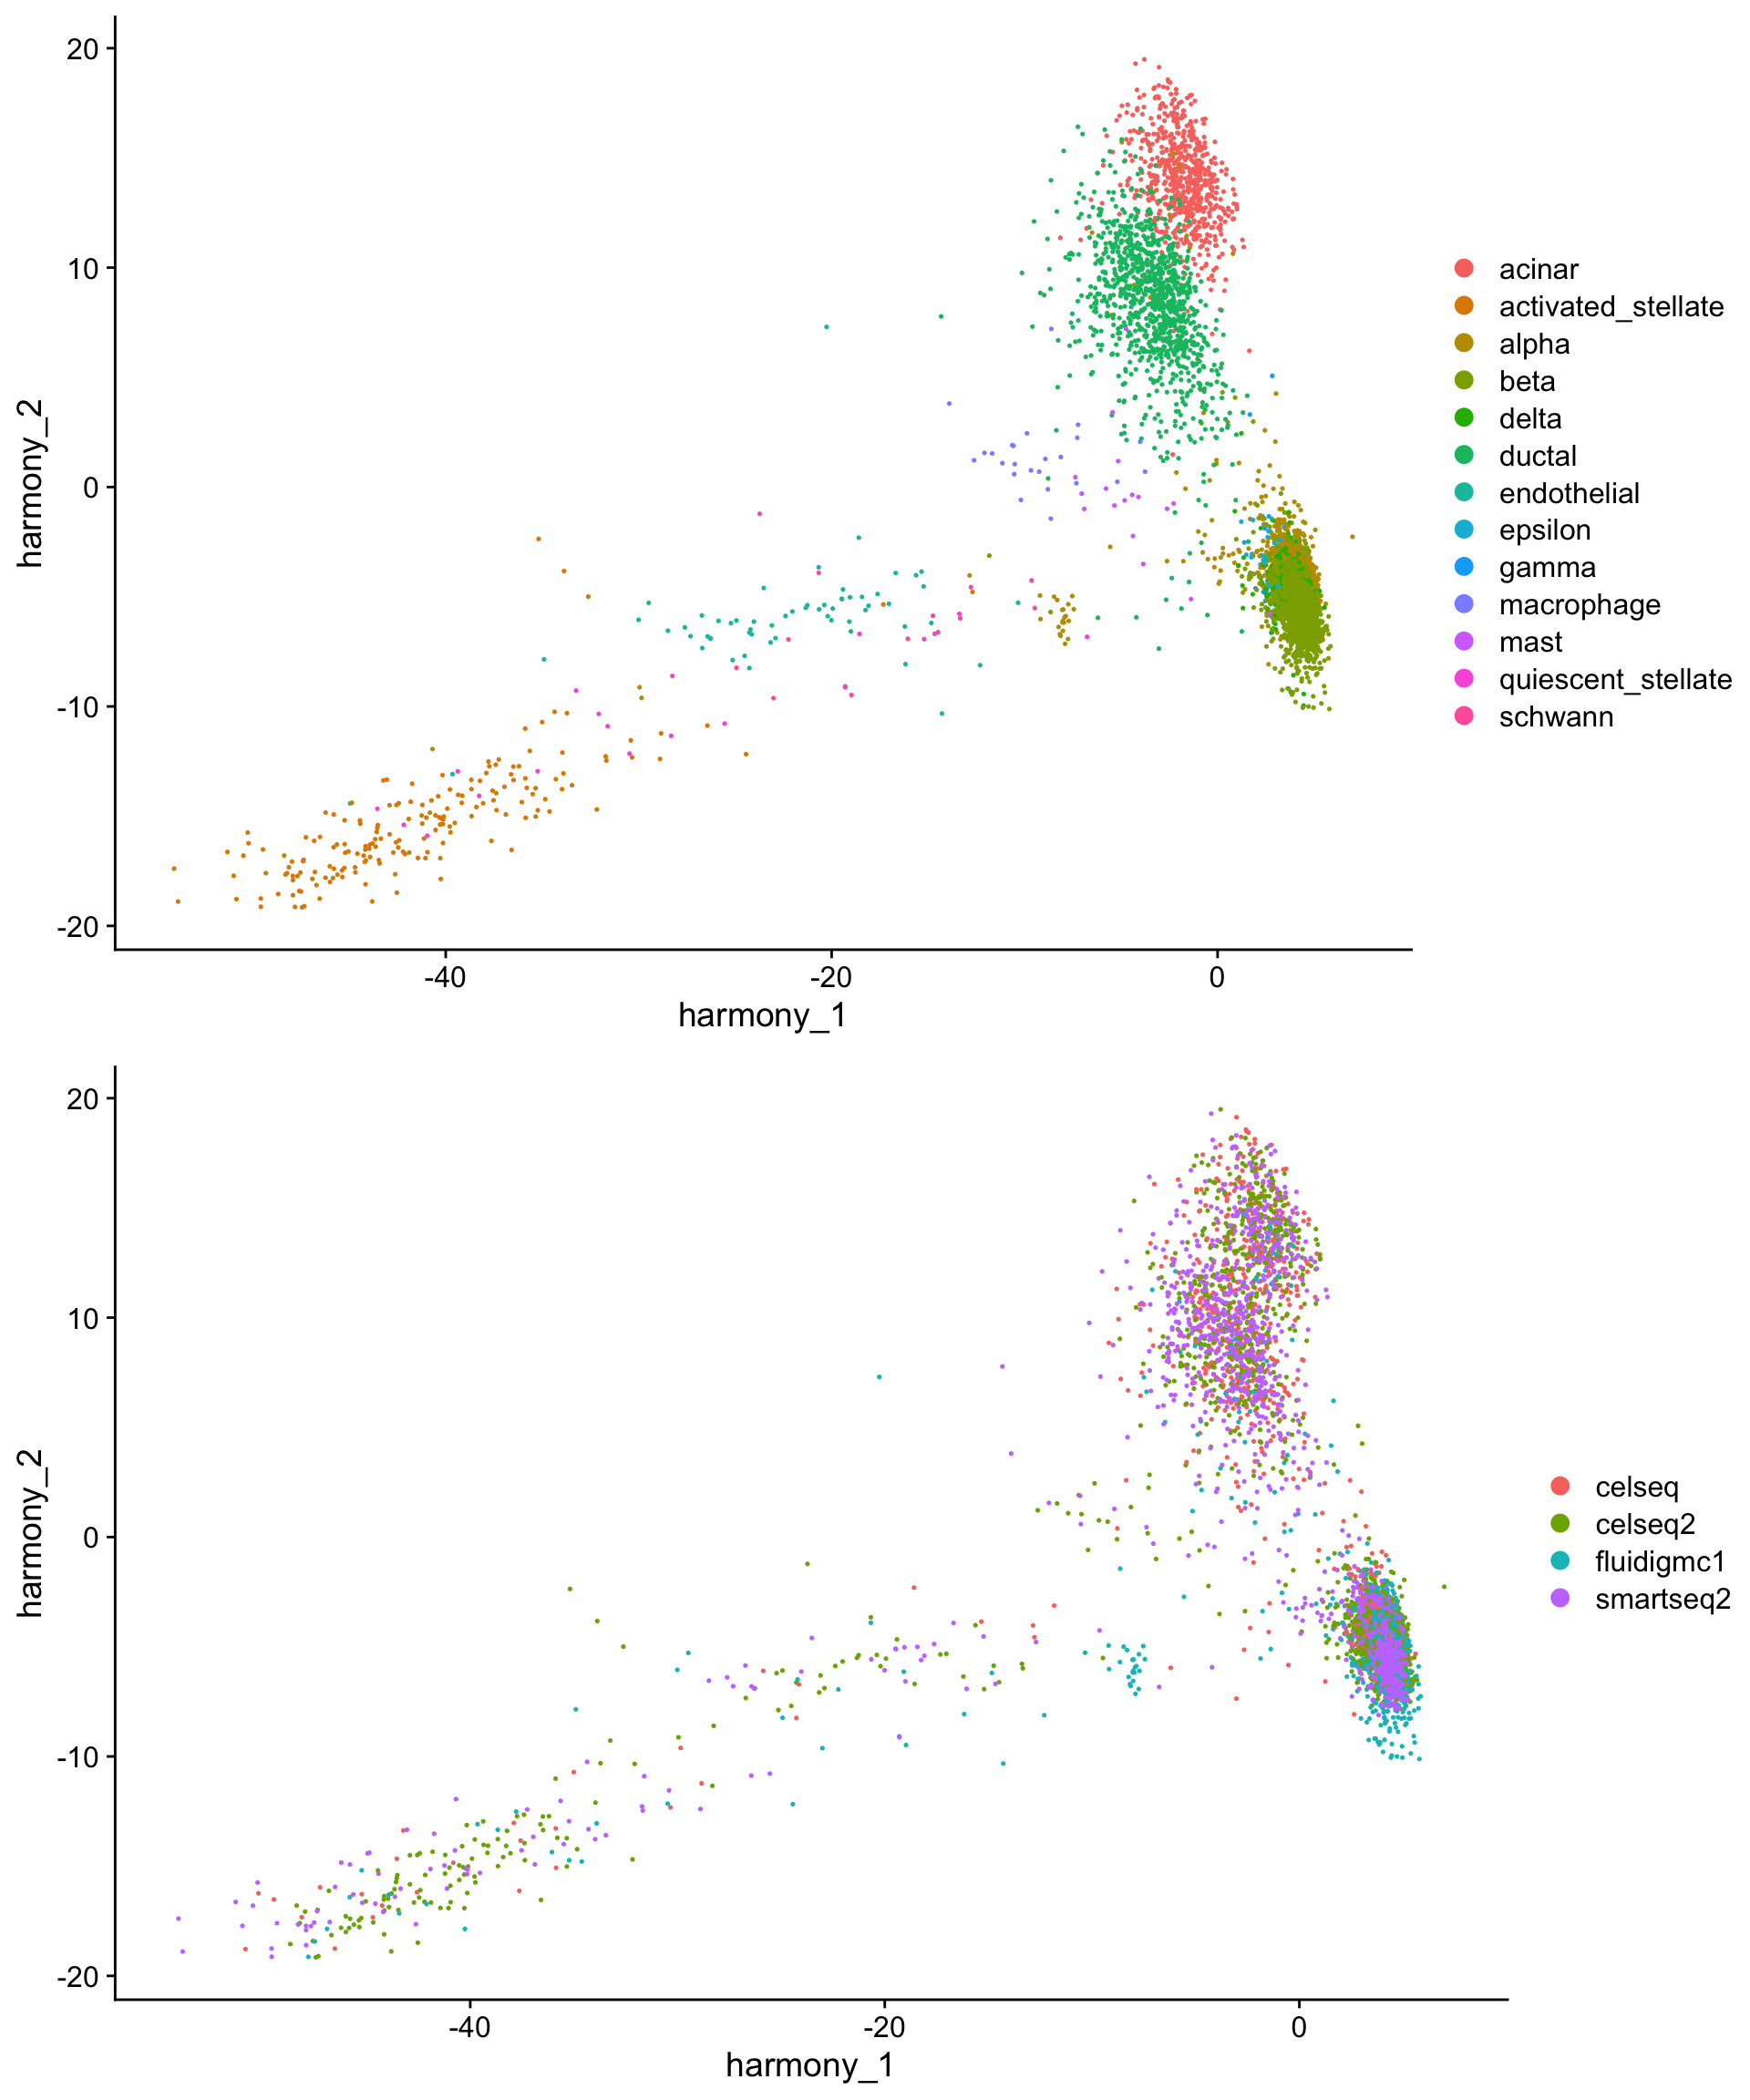 20
10
0
-10
-20
harmony_2
-40
-20
0
harmony_1
acinar
activated_stellate
alpha
beta
delta
ductal
endothelial
epsilon
gamma
macrophage
mast
quiescent_stellate
schwann
20
10
0
-10
-20
harmony_2
-40
-20
0
harmony_1
celseq
celseq2
fluidigmc1
smartseq2